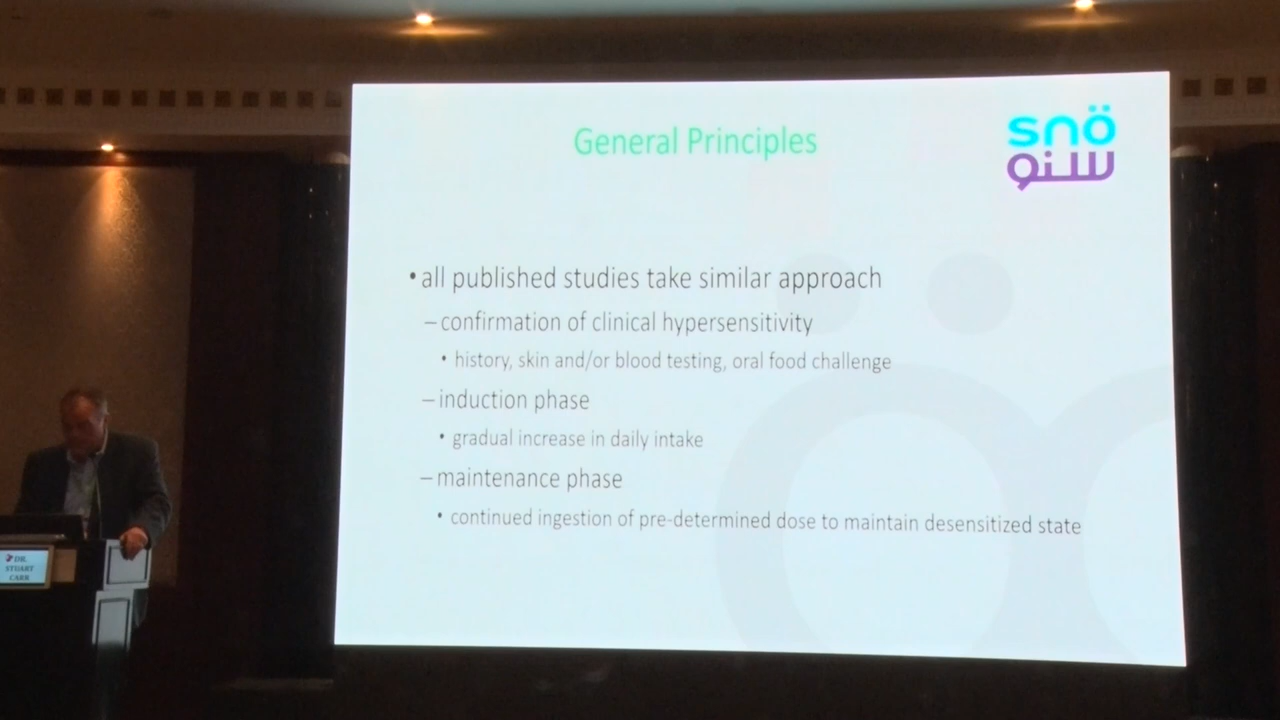 General Principles
snö
سنو
• all published studies take similar approach
– confirmation of clinical hypersensitivity
• history, skin and/or blood testing, oral food challenge
– induction phase
• gradual increase in daily intake
– maintenance phase
• continued ingestion of pre-determined dose to maintain desensitized state
DR.
STUART
CARR